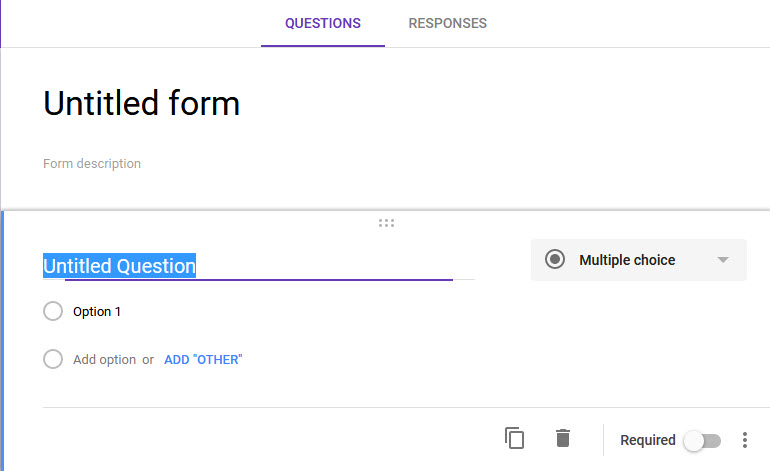 QUESTIONS RESPONSES
Untitled form
Form description
Untitled Question
Multiple choice
Option 1
Add option or ADD "OTHER"
Required